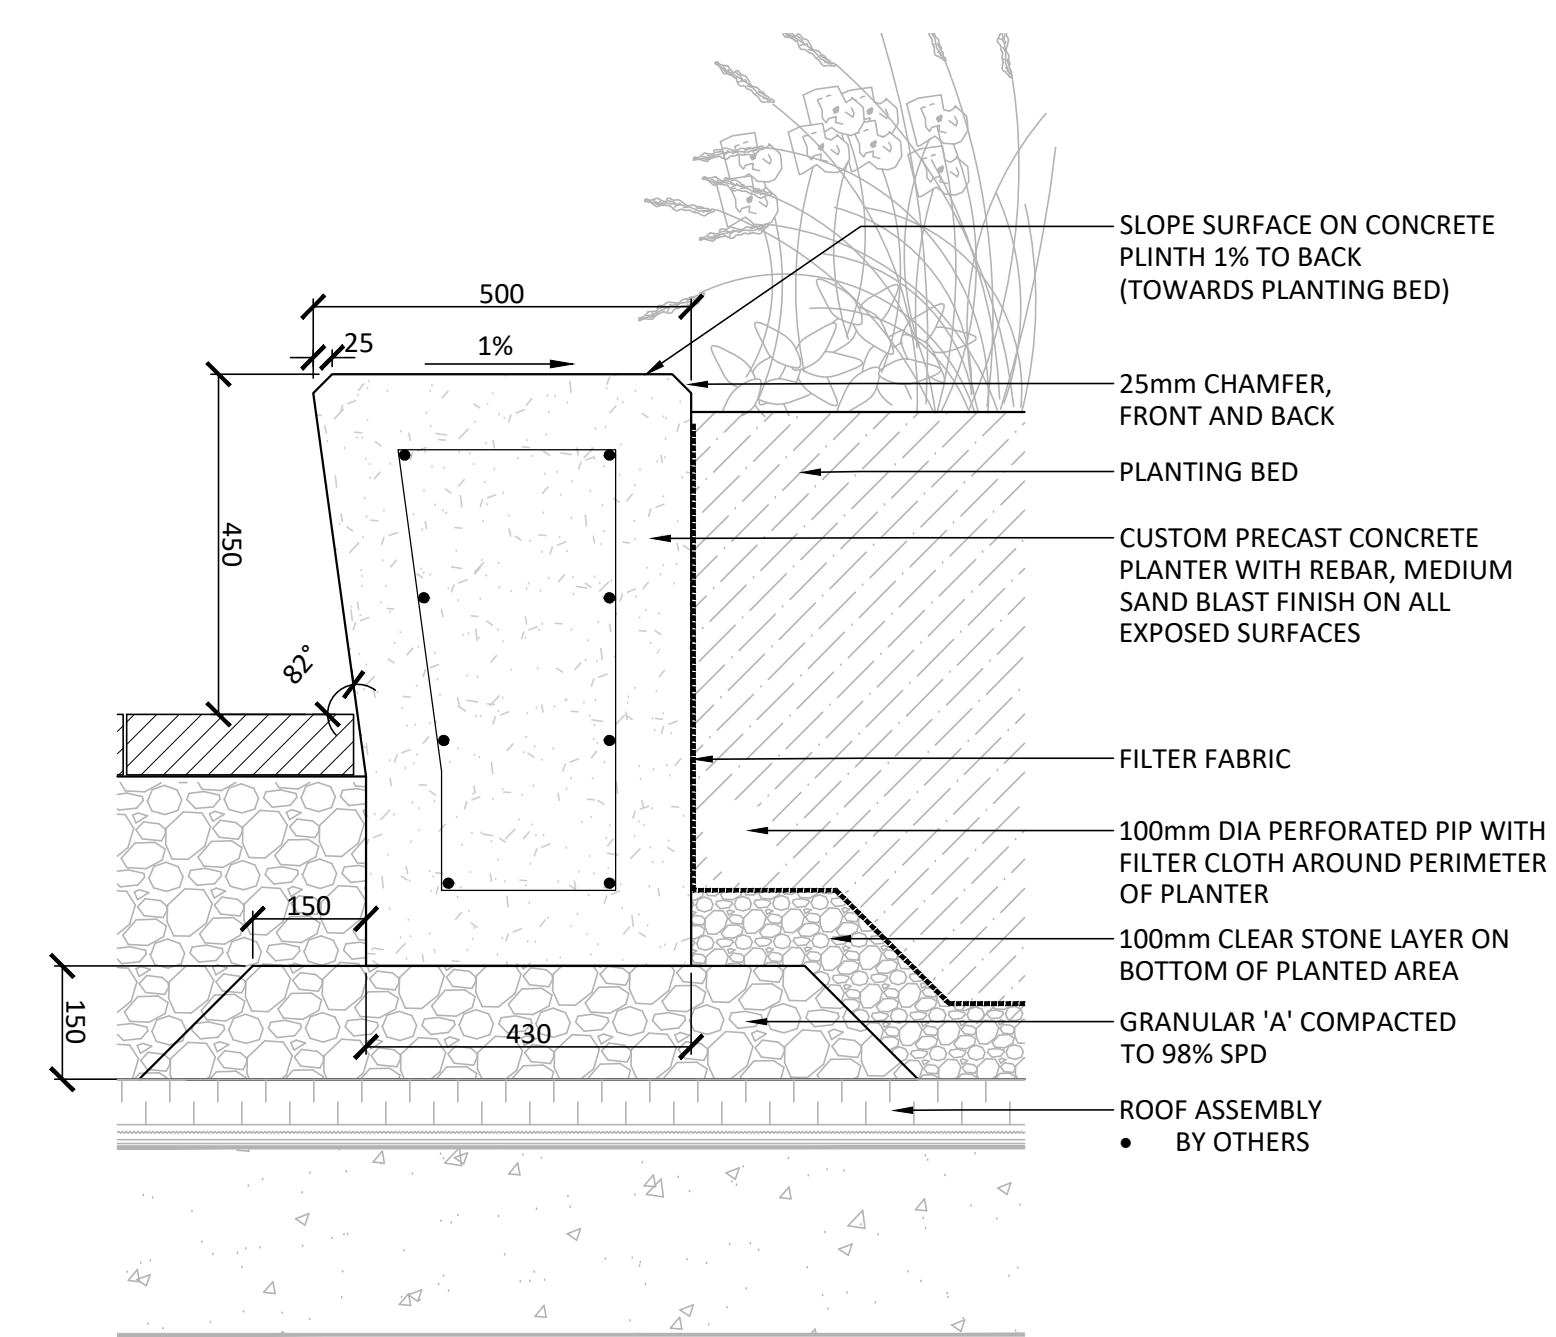 SLOPE SURFACE ON CONCRETE
PLINTH 1% TO BACK
(TOWARDS PLANTING BED)
500
25
1%
25mm CHAMFER,
FRONT AND BACK
PLANTING BED
450
CUSTOM PRECAST CONCRETE
PLANTER WITH REBAR, MEDIUM
SAND BLAST FINISH ON ALL
EXPOSED SURFACES
82°
FILTER FABRIC
100mm DIA PERFORATED PIP WITH
FILTER CLOTH AROUND PERIMETER
OF PLANTER
150
100mm CLEAR STONE LAYER ON
BOTTOM OF PLANTED AREA
150
430
GRANULAR 'A' COMPACTED
TO 98% SPD
ROOF ASSEMBLY
• BY OTHERS